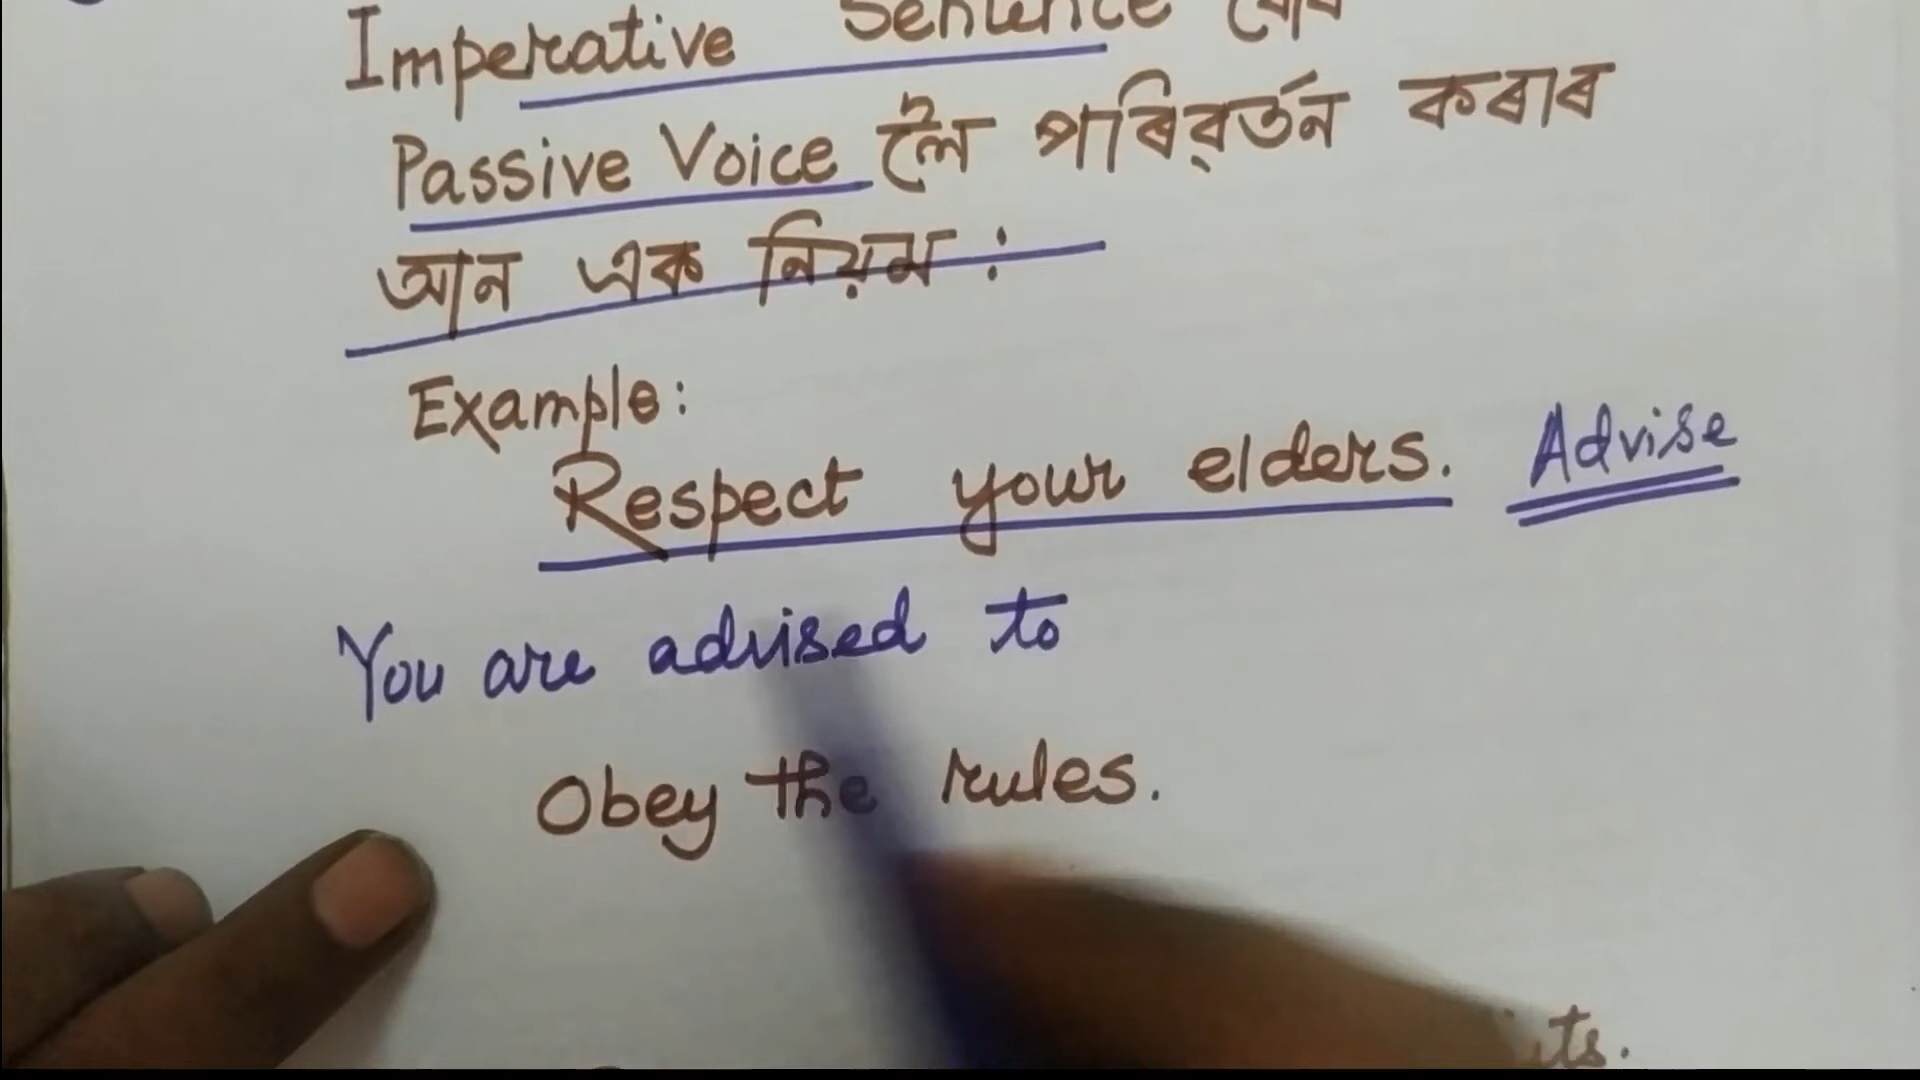 Imperative Sentence বোৰ
Passive Voice লৈ পৰিৱৰ্তন কৰাৰ
আন এক নিয়ম :
Example:
Respect your elders. Advise
You are advised to
Obey the rules.